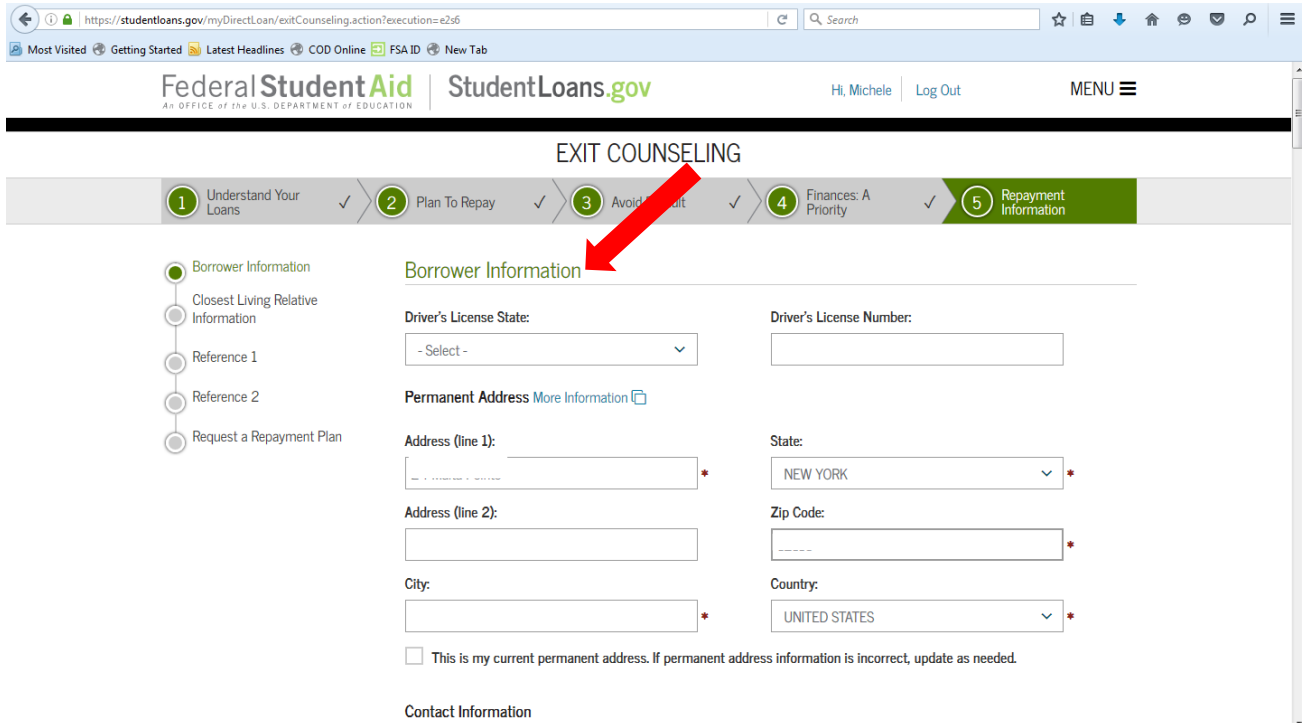 https://studentloans.gov/myDirectLoan/exitCounseling.action?execution=e2s6
Search
Most Visited Getting Started Latest Headlines COD Online FSA ID New Tab
Federal Student Aid StudentLoans.gov Hi, Michele Log Out MENU
An OFFICE of the U.S. DEPARTMENT of EDUCATION
EXIT COUNSELING
1 Understand Your Loans
2 Plan To Repay
3 Avoid
4 Finances: A Priority
5 Repayment Information
Borrower Information
Closest Living Relative
Information
Reference 1
Reference 2
Request a Repayment Plan
Borrower Information
Driver's License State: Driver's License Number:
- Select -
Permanent Address More Information
Address (line 1): State:
* NEW YORK *
Address (line 2): Zip Code:
*
City: Country:
* UNITED STATES *
This is my current permanent address. If permanent address information is incorrect, update as needed.
Contact Information